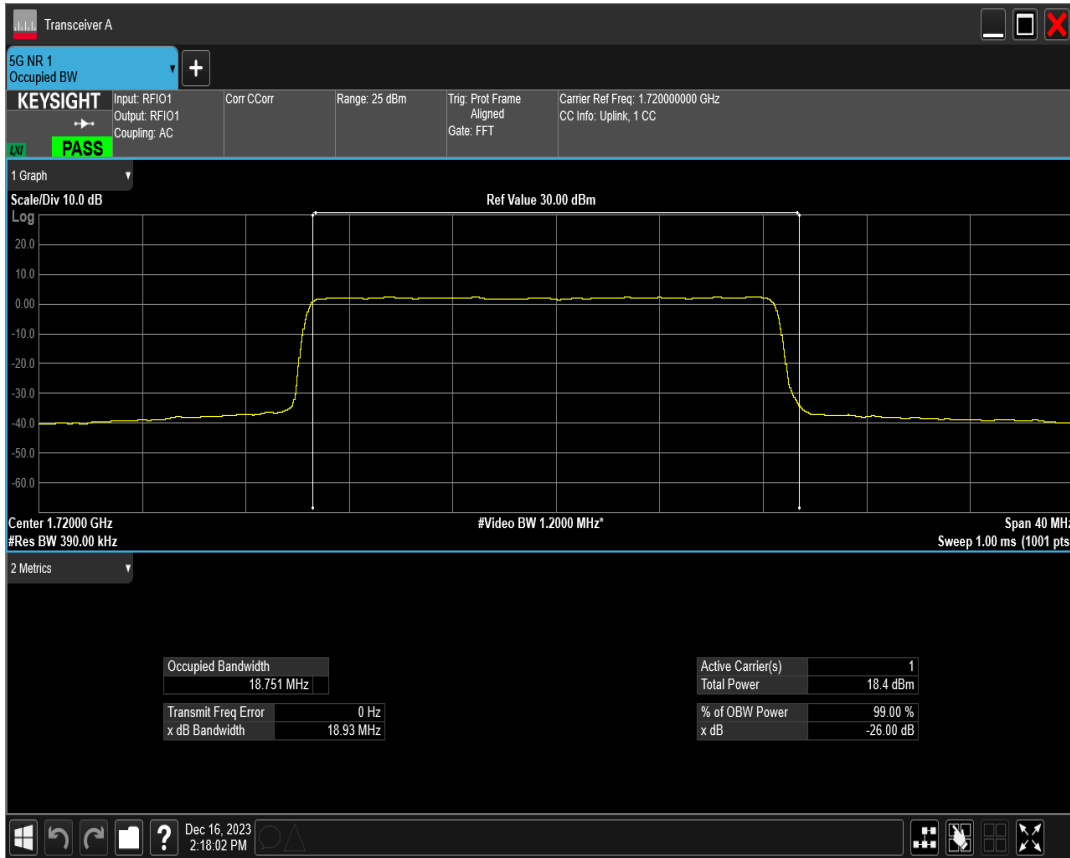 Transceiver A
5G NR 1
Occupied BW
+
KEYSIGHT
LXI
PASS
Input: RFIO1
Output: RFIO1
Coupling: AC
Corr CCorr
Range: 25 dBm
Trig: Prot Frame
Aligned
Gate: FFT
Carrier Ref Freq: 1.720000000 GHz
CC Info: Uplink, 1 CC
1 Graph
Scale/Div 10.0 dB
Ref Value 30.00 dBm
Log
20.0
10.0
0.00
-10.0
-20.0
-30.0
-40.0
-50.0
-60.0
Center 1.72000 GHz
#Video BW 1.2000 MHz*
Span 40 MHz
#Res BW 390.00 kHz
Sweep 1.00 ms (1001 pts
2 Metrics
Occupied Bandwidth
18.751 MHz
Transmit Freq Error 0 Hz
x dB Bandwidth 18.93 MHz
Active Carrier(s) 1
Total Power 18.4 dBm
% of OBW Power 99.00 %
x dB -26.00 dB
?
Dec 16, 2023
2:18:02 PM